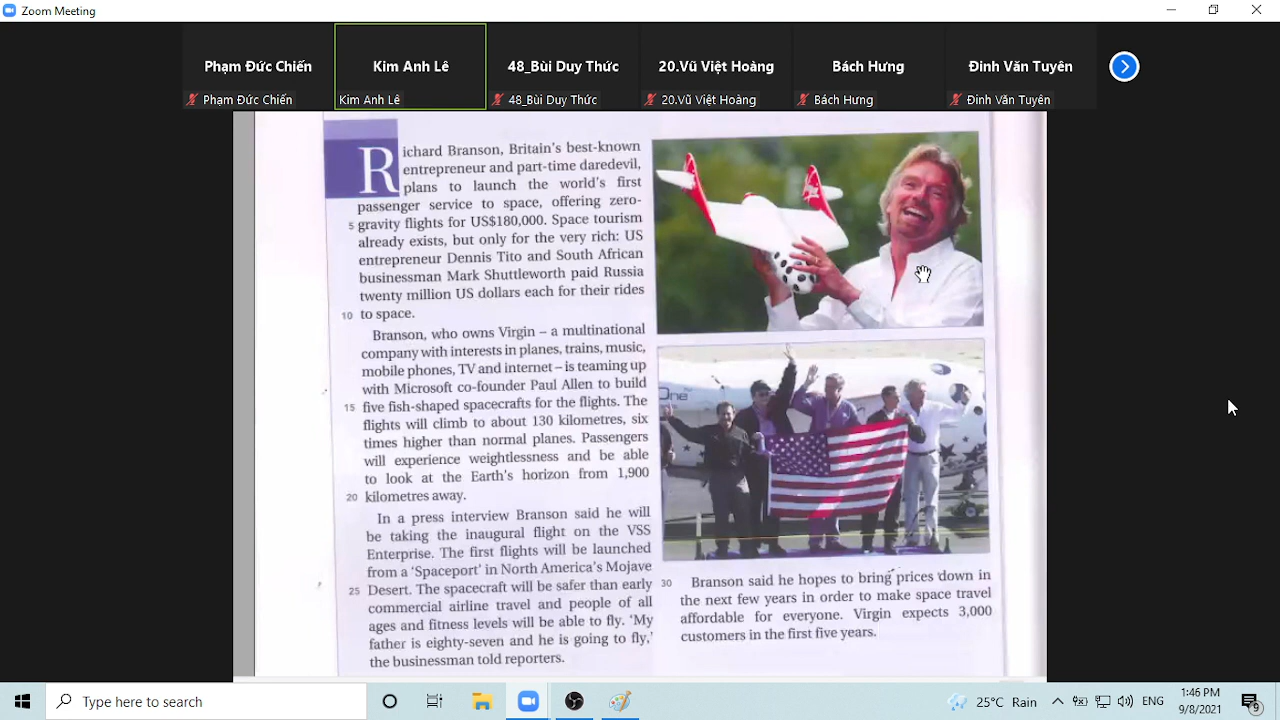 Zoom Meeting
Phạm Đức Chiến
Kim Anh Lê
48_Bùi Duy Thức
20.Vũ Việt Hoàng
Bách Hưng
Đinh Văn Tuyên
Phạm Đức Chiến
Kim Anh Lê
48_Bùi Duy Thức
20.Vũ Việt Hoàng
Bách Hưng
Đinh Văn Tuyên
Richard Branson, Britain's best-known
entrepreneur and part-time daredevil,
plans to launch the world's first
passenger service to space, offering zero-
5 gravity flights for US$180,000. Space tourism
already exists, but only for the very rich: US
entrepreneur Dennis Tito and South African
businessman Mark Shuttleworth paid Russia
twenty million US dollars each for their rides
10 to space.
Branson, who owns Virgin – a multinational
company with interests in planes, trains, music,
mobile phones, TV and internet – is teaming up
with Microsoft co-founder Paul Allen to build
15 five fish-shaped spacecrafts for the flights. The
flights will climb to about 130 kilometres, six
times higher than normal planes. Passengers
will experience weightlessness and be able
to look at the Earth's horizon from 1,900
20 kilometres away.
In a press interview Branson said he will
be taking the inaugural flight on the VSS
Enterprise. The first flights will be launched
from a 'Spaceport' in North America's Mojave
25 Desert. The spacecraft will be safer than early
commercial airline travel and people of all
ages and fitness levels will be able to fly. 'My
father is eighty-seven and he is going to fly,'
the businessman told reporters.
One
30 Branson said he hopes to bring prices down in
the next few years in order to make space travel
affordable for everyone. Virgin expects 3,000
customers in the first five years.
Type here to search
25°C Rain
ENG
1:46 PM
9/8/2021
9